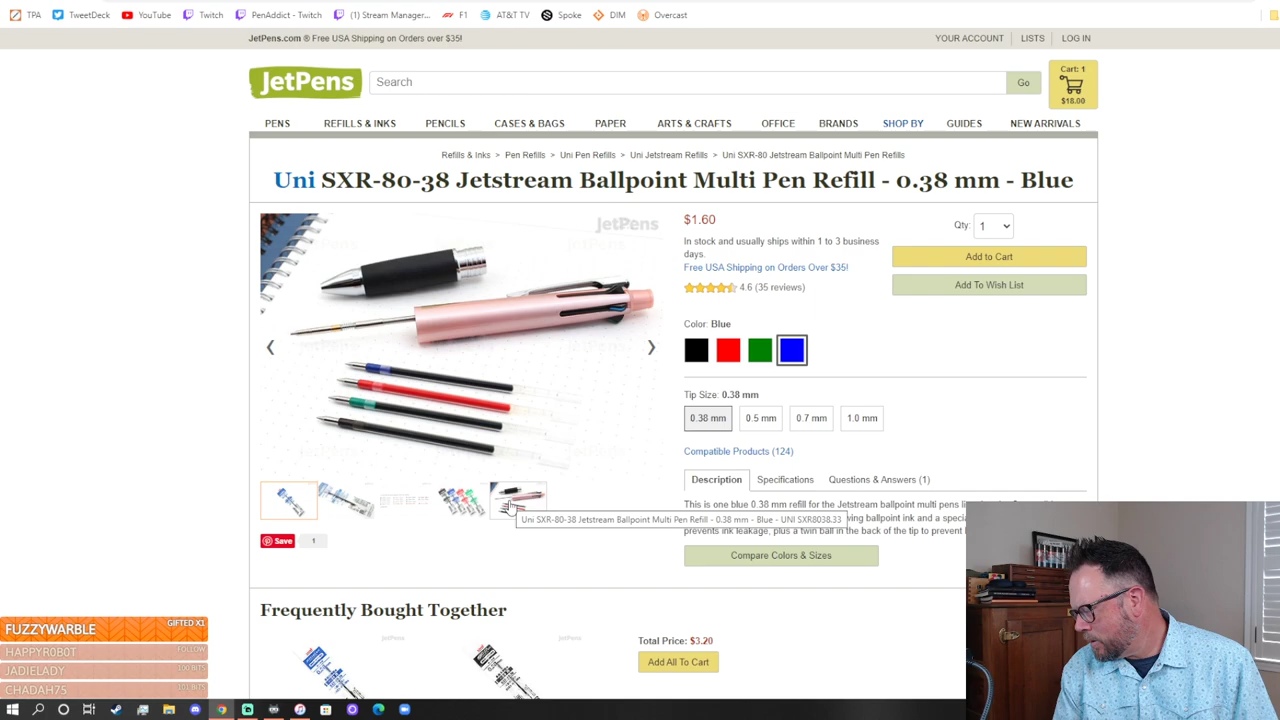 TPA TweetDeck YouTube Twitch PenAddict - Twitch (1) Stream Manager... F1 AT&T TV Spoke DIM Overcast
JetPens.com ® Free USA Shipping on Orders over $35!
YOUR ACCOUNT LISTS LOG IN
JetPens
Search
Go
Cart: 1
$18.00
PENS REFILLS & INKS PENCILS CASES & BAGS PAPER ARTS & CRAFTS OFFICE BRANDS SHOP BY GUIDES NEW ARRIVALS
Refills & Inks > Pen Refills > Uni Pen Refills > Uni Jetstream Refills > Uni SXR-80 Jetstream Ballpoint Multi Pen Refills
Uni SXR-80-38 Jetstream Ballpoint Multi Pen Refill - 0.38 mm - Blue
JetPens
$1.60
Qty: 1
In stock and usually ships within 1 to 3 business
days.
Free USA Shipping on Orders Over $35!
4.6 (35 reviews)
Add to Cart
Add To Wish List
Color: Blue
Tip Size: 0.38 mm
0.38 mm 0.5 mm 0.7 mm 1.0 mm
Compatible Products (124)
Description Specifications Questions & Answers (1)
This is one blue 0.38 mm refill for the Jetstream ballpoint multi pens
ballpoint ink and a
prevents ink leakage, plus a twin ball in the back of the tip to prevent
Uni SXR-80-38 Jetstream Ballpoint Multi Pen Refill - 0.38 mm - Blue - UNI SXR8038.33
Save 1
Compare Colors & Sizes
Frequently Bought Together
JetPens
JetPens
Total Price: $3.20
Add All To Cart
FUZZYWARBLE GIFTED X1
HAPPYR0B0T FOLLOW
JADIELADY 300 BITS
CHADAH75